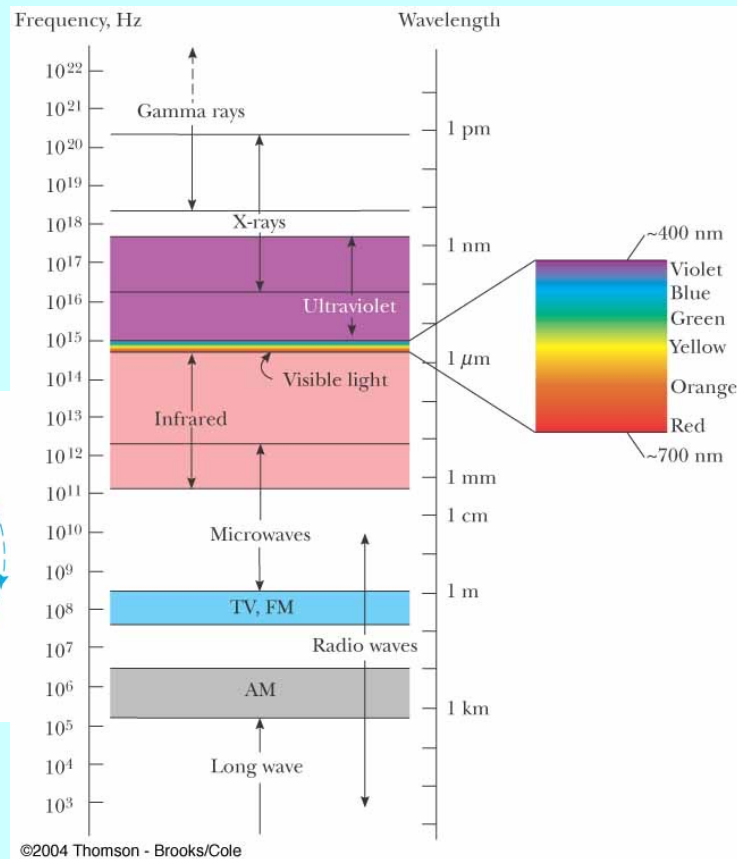 Frequency, Hz
Wavelength
10²²
10²¹
10²⁰
10¹⁹
10¹⁸
10¹⁷
10¹⁶
10¹⁵
10¹⁴
10¹³
10¹²
10¹¹
10¹⁰
10⁹
10⁸
10⁷
10⁶
10⁵
10⁴
10³
Gamma rays
X-rays
Ultraviolet
Visible light
Infrared
Microwaves
TV, FM
Radio waves
AM
Long wave
1 pm
1 nm
1 μm
1 mm
1 cm
1 m
1 km
~400 nm
Violet
Blue
Green
Yellow
Orange
Red
~700 nm
©2004 Thomson - Brooks/Cole